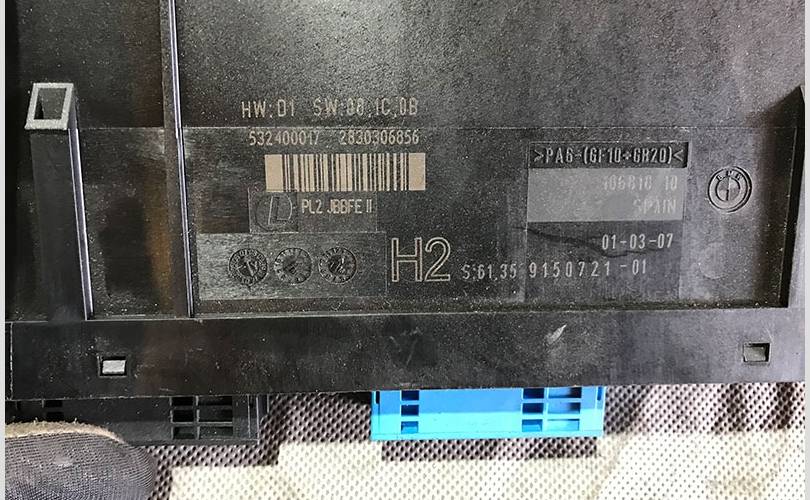 HW:01 SW:08,1C,0B
532400017 2830306856
PL2 JBBFE II
>PA6-(GF10+GB20)<
106818 10
SPAIN
01-03-07
H2 S:61.35 9150721-01